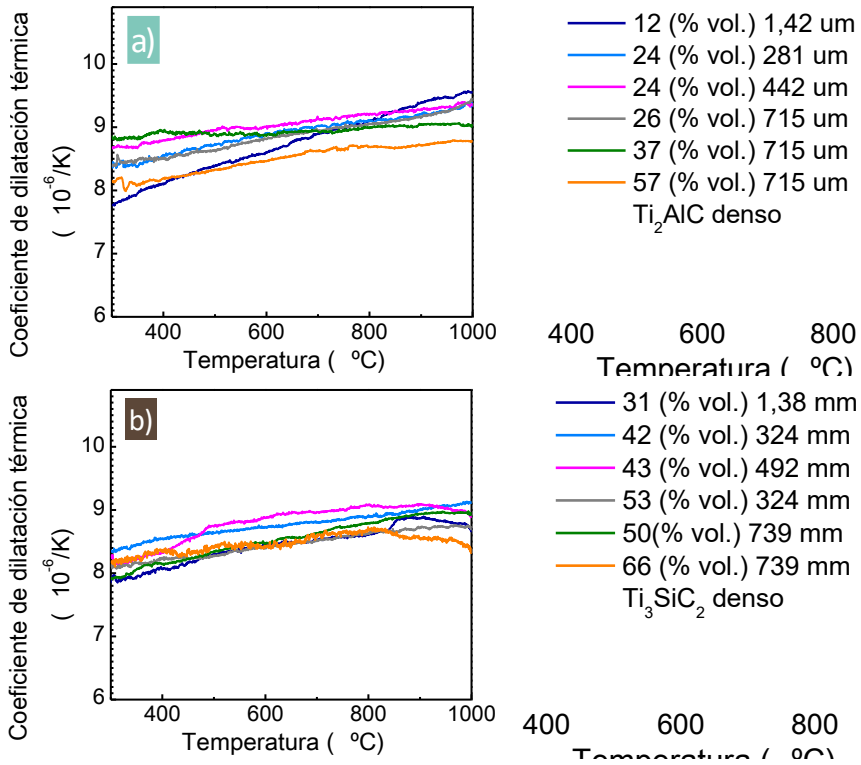 a)
Coeficiente de dilatación térmica
( 10⁻⁶/K)
10
9
8
7
6
400 600 800 1000
Temperatura ( ºC)
12 (% vol.) 1,42 um
24 (% vol.) 281 um
24 (% vol.) 442 um
26 (% vol.) 715 um
37 (% vol.) 715 um
57 (% vol.) 715 um
Ti₂AlC denso
400 600 800
Temperatura ( ºC)
b)
Coeficiente de dilatación térmica
( 10⁻⁶/K)
10
9
8
7
6
400 600 800 1000
Temperatura ( ºC)
31 (% vol.) 1,38 mm
42 (% vol.) 324 mm
43 (% vol.) 492 mm
53 (% vol.) 324 mm
50(% vol.) 739 mm
66 (% vol.) 739 mm
Ti₃SiC₂ denso
400 600 800
Temperatura ( ºC)